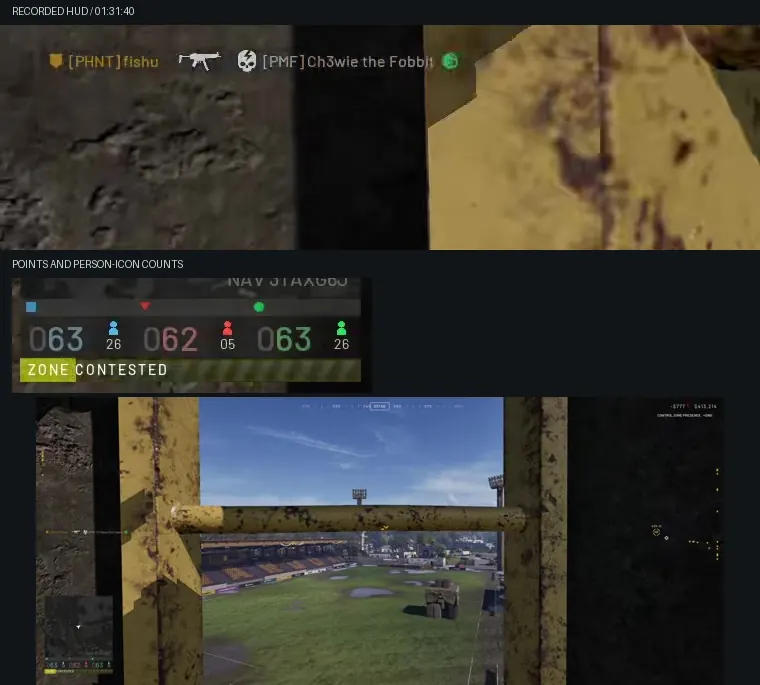 RECORDED HUD / 01:31:40
[PHNT]fishu [PMF]Ch3wie the Fobbit
POINTS AND PERSON-ICON COUNTS
063 26 062 05 063 26
ZONE CONTESTED